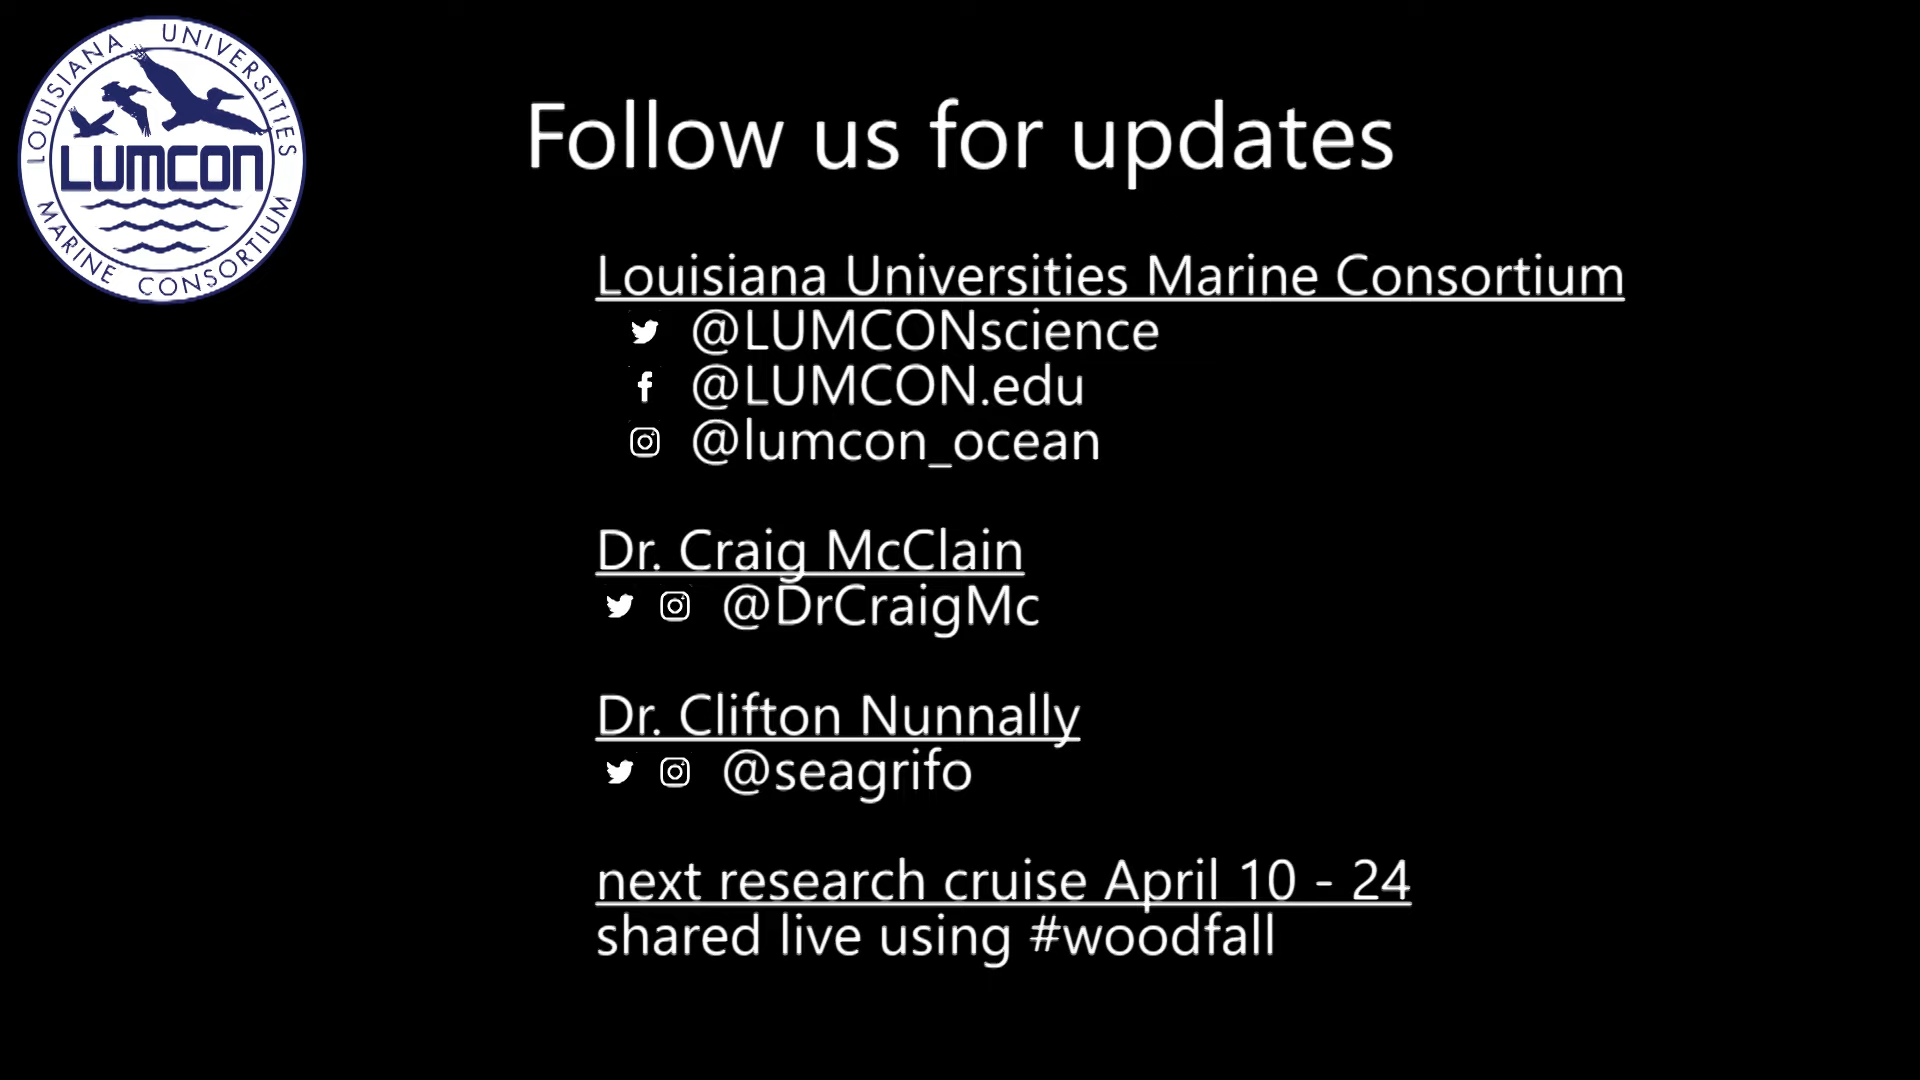 LOUISIANA UNIVERSITIES
LUMCON
MARINE CONSORTIUM
Follow us for updates
Louisiana Universities Marine Consortium
@LUMCONscience
@LUMCON.edu
@lumcon_ocean
Dr. Craig McClain
@DrCraigMc
Dr. Clifton Nunnally
@seagrifo
next research cruise April 10 - 24
shared live using #woodfall